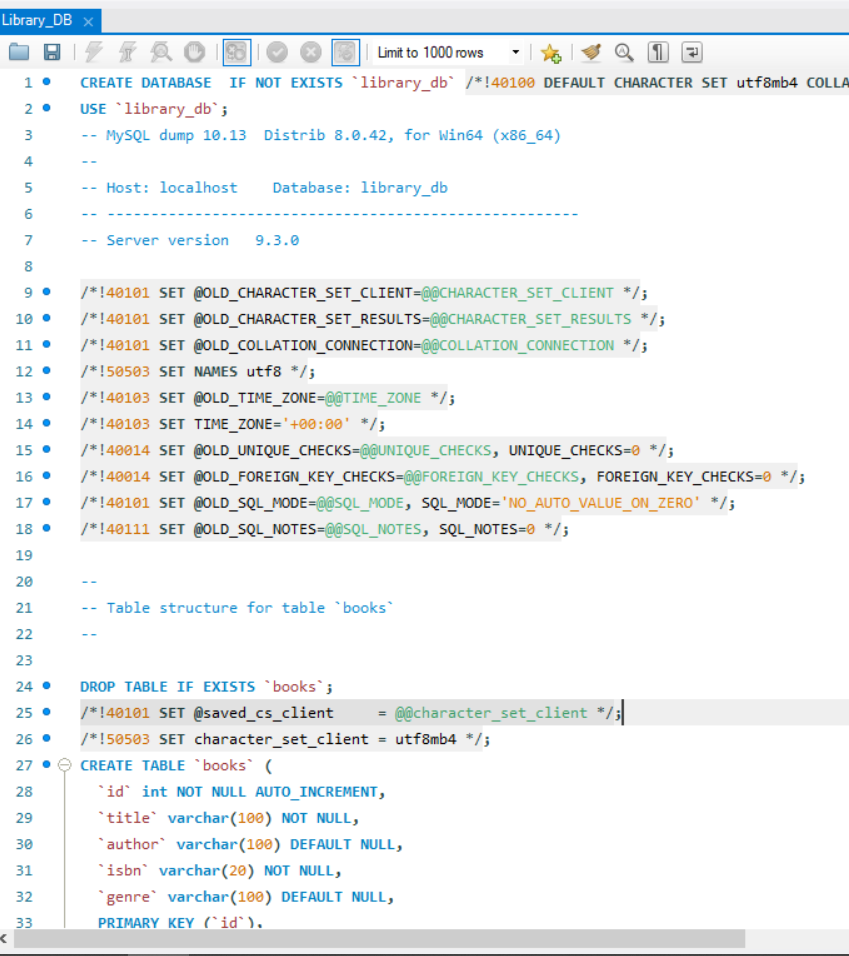 Library_DB ×
Limit to 1000 rows
1 CREATE DATABASE  IF NOT EXISTS `library_db` /*!40100 DEFAULT CHARACTER SET utf8mb4 COLLA
2 USE `library_db`;
3 -- MySQL dump 10.13  Distrib 8.0.42, for Win64 (x86_64)
4 --
5 -- Host: localhost    Database: library_db
6 -- ------------------------------------------------------
7 -- Server version	9.3.0
8
9 /*!40101 SET @OLD_CHARACTER_SET_CLIENT=@@CHARACTER_SET_CLIENT */;
10 /*!40101 SET @OLD_CHARACTER_SET_RESULTS=@@CHARACTER_SET_RESULTS */;
11 /*!40101 SET @OLD_COLLATION_CONNECTION=@@COLLATION_CONNECTION */;
12 /*!50503 SET NAMES utf8 */;
13 /*!40103 SET @OLD_TIME_ZONE=@@TIME_ZONE */;
14 /*!40103 SET TIME_ZONE='+00:00' */;
15 /*!40014 SET @OLD_UNIQUE_CHECKS=@@UNIQUE_CHECKS, UNIQUE_CHECKS=0 */;
16 /*!40014 SET @OLD_FOREIGN_KEY_CHECKS=@@FOREIGN_KEY_CHECKS, FOREIGN_KEY_CHECKS=0 */;
17 /*!40101 SET @OLD_SQL_MODE=@@SQL_MODE, SQL_MODE='NO_AUTO_VALUE_ON_ZERO' */;
18 /*!40111 SET @OLD_SQL_NOTES=@@SQL_NOTES, SQL_NOTES=0 */;
19
20 --
21 -- Table structure for table `books`
22 --
23
24 DROP TABLE IF EXISTS `books`;
25 /*!40101 SET @saved_cs_client     = @@character_set_client */;
26 /*!50503 SET character_set_client = utf8mb4 */;
27 CREATE TABLE `books` (
28 `id` int NOT NULL AUTO_INCREMENT,
29 `title` varchar(100) NOT NULL,
30 `author` varchar(100) DEFAULT NULL,
31 `isbn` varchar(20) NOT NULL,
32 `genre` varchar(100) DEFAULT NULL,
33 PRIMARY KEY (`id`),